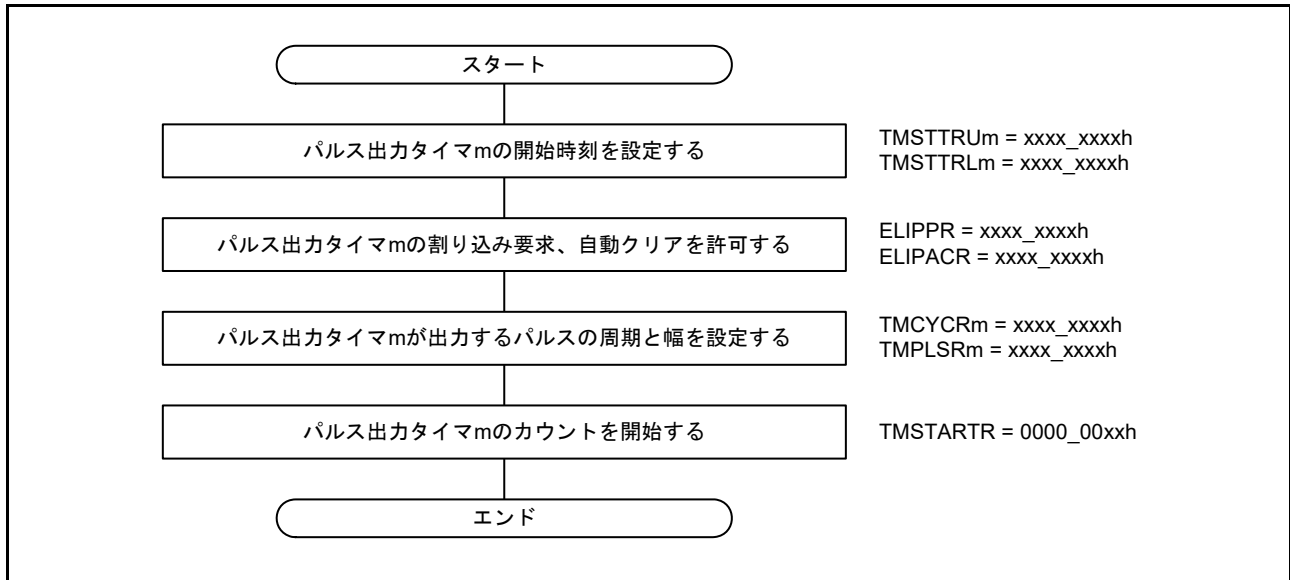 スタート
パルス出力タイマmの開始時刻を設定する
TMSTTRUm = xxxx_xxxxh
TMSTTRLm = xxxx_xxxxh
パルス出力タイマmの割り込み要求、自動クリアを許可する
ELIPPR = xxxx_xxxxh
ELIPACR = xxxx_xxxxh
パルス出力タイマmが出力するパルスの周期と幅を設定する
TMCYCRm = xxxx_xxxxh
TMPLSRm = xxxx_xxxxh
パルス出力タイマmのカウントを開始する
TMSTARTR = 0000_00xxh
エンド